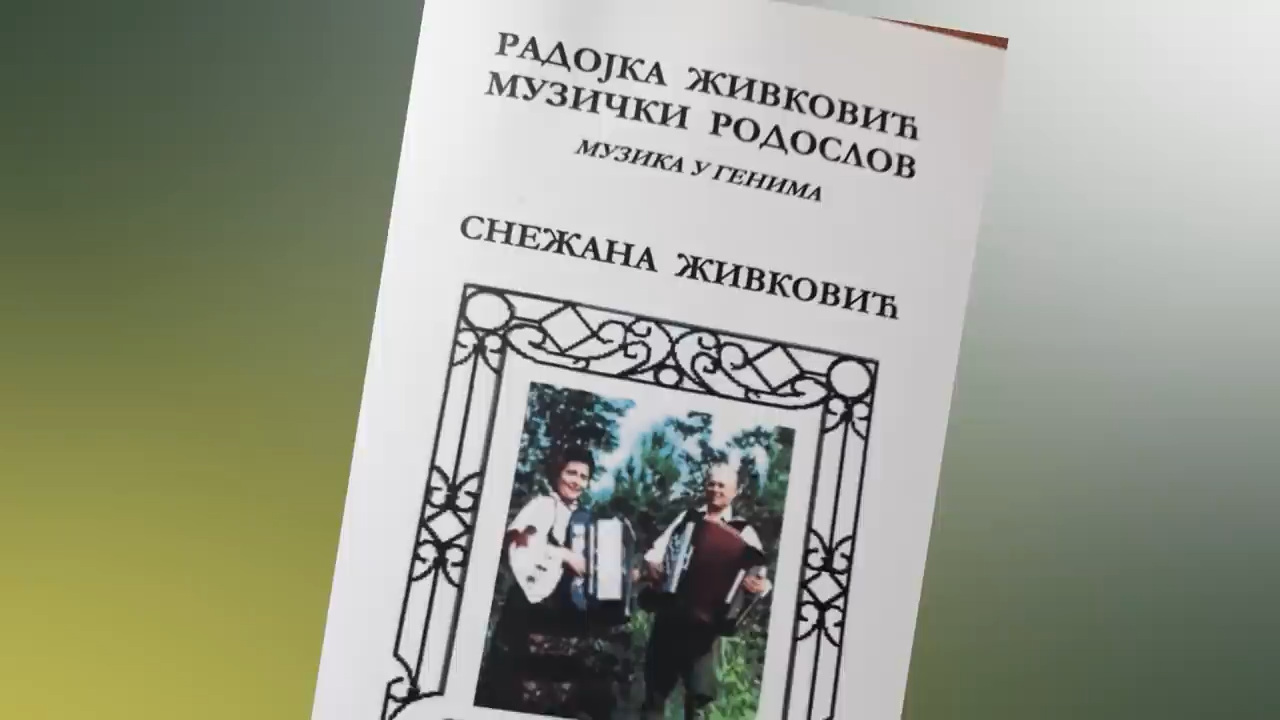 РАДОЈКА ЖИВКОВИЋ
МУЗИЧКИ РОДОСЛОВ
МУЗИКА У ГЕНИМА
СНЕЖАНА ЖИВКОВИЋ